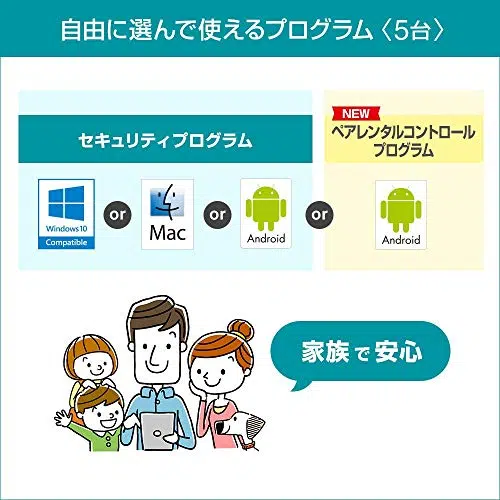 自由に選んで使えるプログラム〈5台〉
セキュリティプログラム
NEW
ペアレンタルコントロール
プログラム
Windows 10
Compatible
or
Mac
or
Android
or
Android
家族で安心